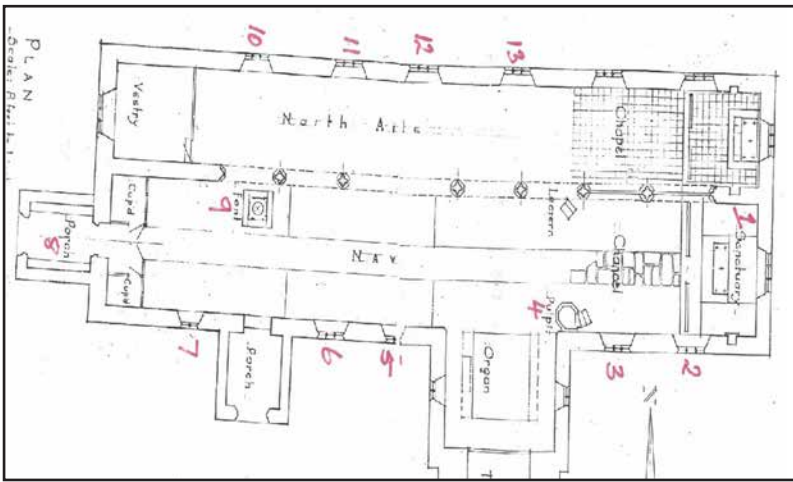 PLAN
10
11
12
13
Vestry
North Aisle
Chapel
Cupd
Font
9
Lectern
1
Sanctuary
Porch
8
Nav
Chancel
Cupd
Pulpit
4
7
Porch
6
5
Organ
3
2